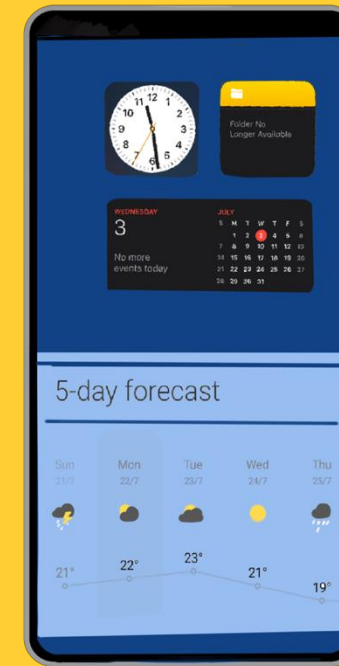 12
11
1
10
2
9
3
8
4
7
5
6
Folder No
Longer Available
WEDNESDAY
3
No more
events today
JULY
S M T W T F S
1 2 3 4 5 6
7 8 9 10 11 12 13
14 15 16 17 18 19 20
21 22 23 24 25 26 27
28 29 30 31
5-day forecast
Sun Mon Tue Wed Thu
21/7 22/7 23/7 24/7 25/7
21° 22° 23° 21° 19°